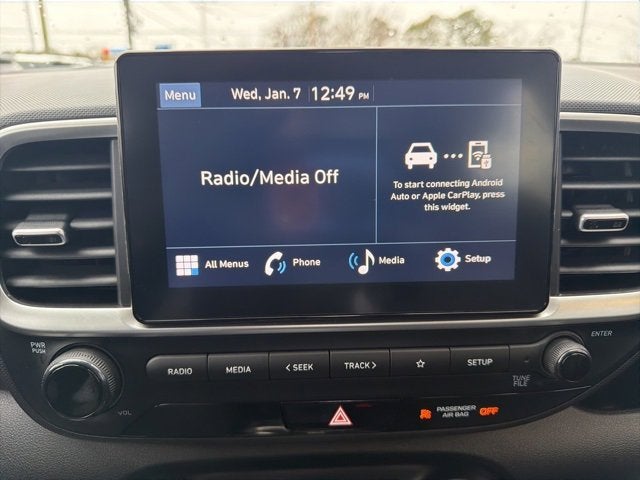 Menu
Wed, Jan. 7
12:49 PM
Radio/Media Off
To start connecting Android
Auto or Apple CarPlay, press
this widget.
All Menus
Phone
Media
Setup
PWR
PUSH
VOL
RADIO
MEDIA
< SEEK
TRACK >
☆
SETUP
ENTER
TUNE
FILE
PASSENGER
AIR BAG
OFF